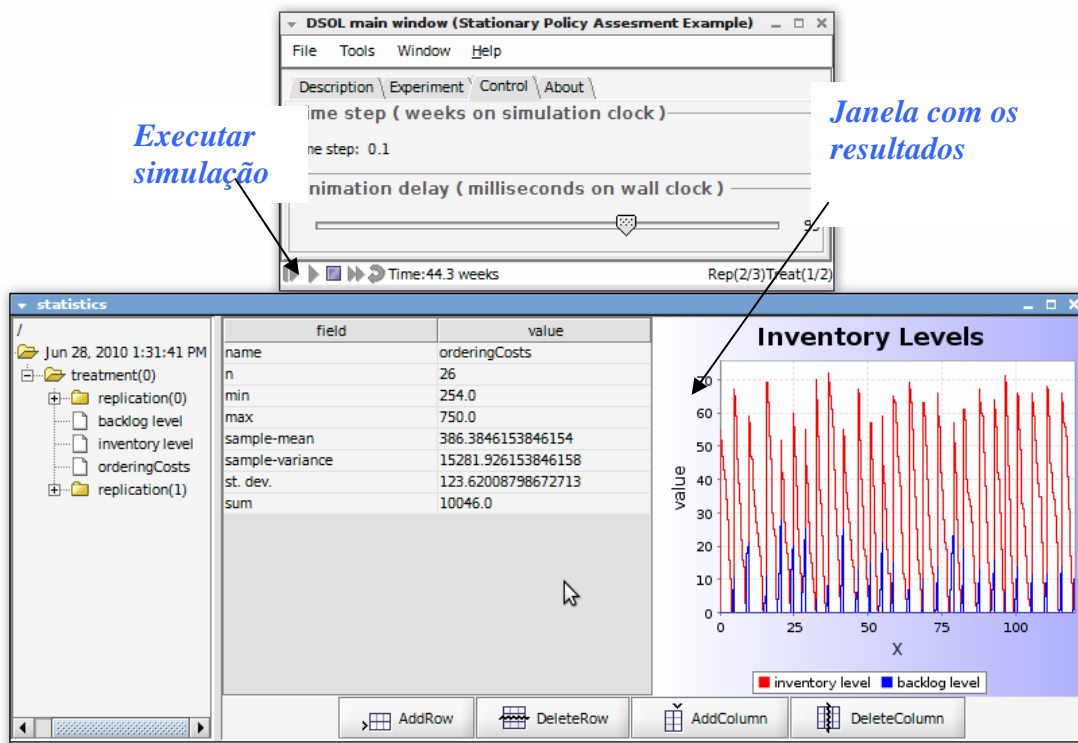 DSOL main window (Stationary Policy Assesment Example)
File Tools Window Help
Description Experiment Control About
ime step ( weeks on simulation clock )
ne step: 0.1
nimation delay ( milliseconds on wall clock )
Executar
simulação
Janela com os
resultados
Time:44.3 weeks
Rep(2/3)Treat(1/2)
statistics
/
Jun 28, 2010 1:31:41 PM
treatment(0)
replication(0)
backlog level
inventory level
orderingCosts
replication(1)
field value
name orderingCosts
n 26
min 254.0
max 750.0
sample-mean 386.3846153846154
sample-variance 15281.926153846158
st. dev. 123.62008798672713
sum 10046.0
Inventory Levels
value
70
60
50
40
30
20
10
0
0 25 50 75 100
X
inventory level backlog level
AddRow DeleteRow AddColumn DeleteColumn